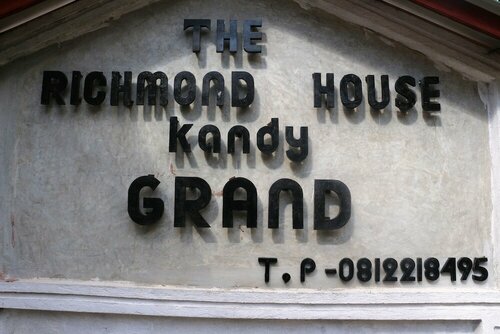 THE
RICHMOND HOUSE
kandy
GRAND
T.P-0812218495